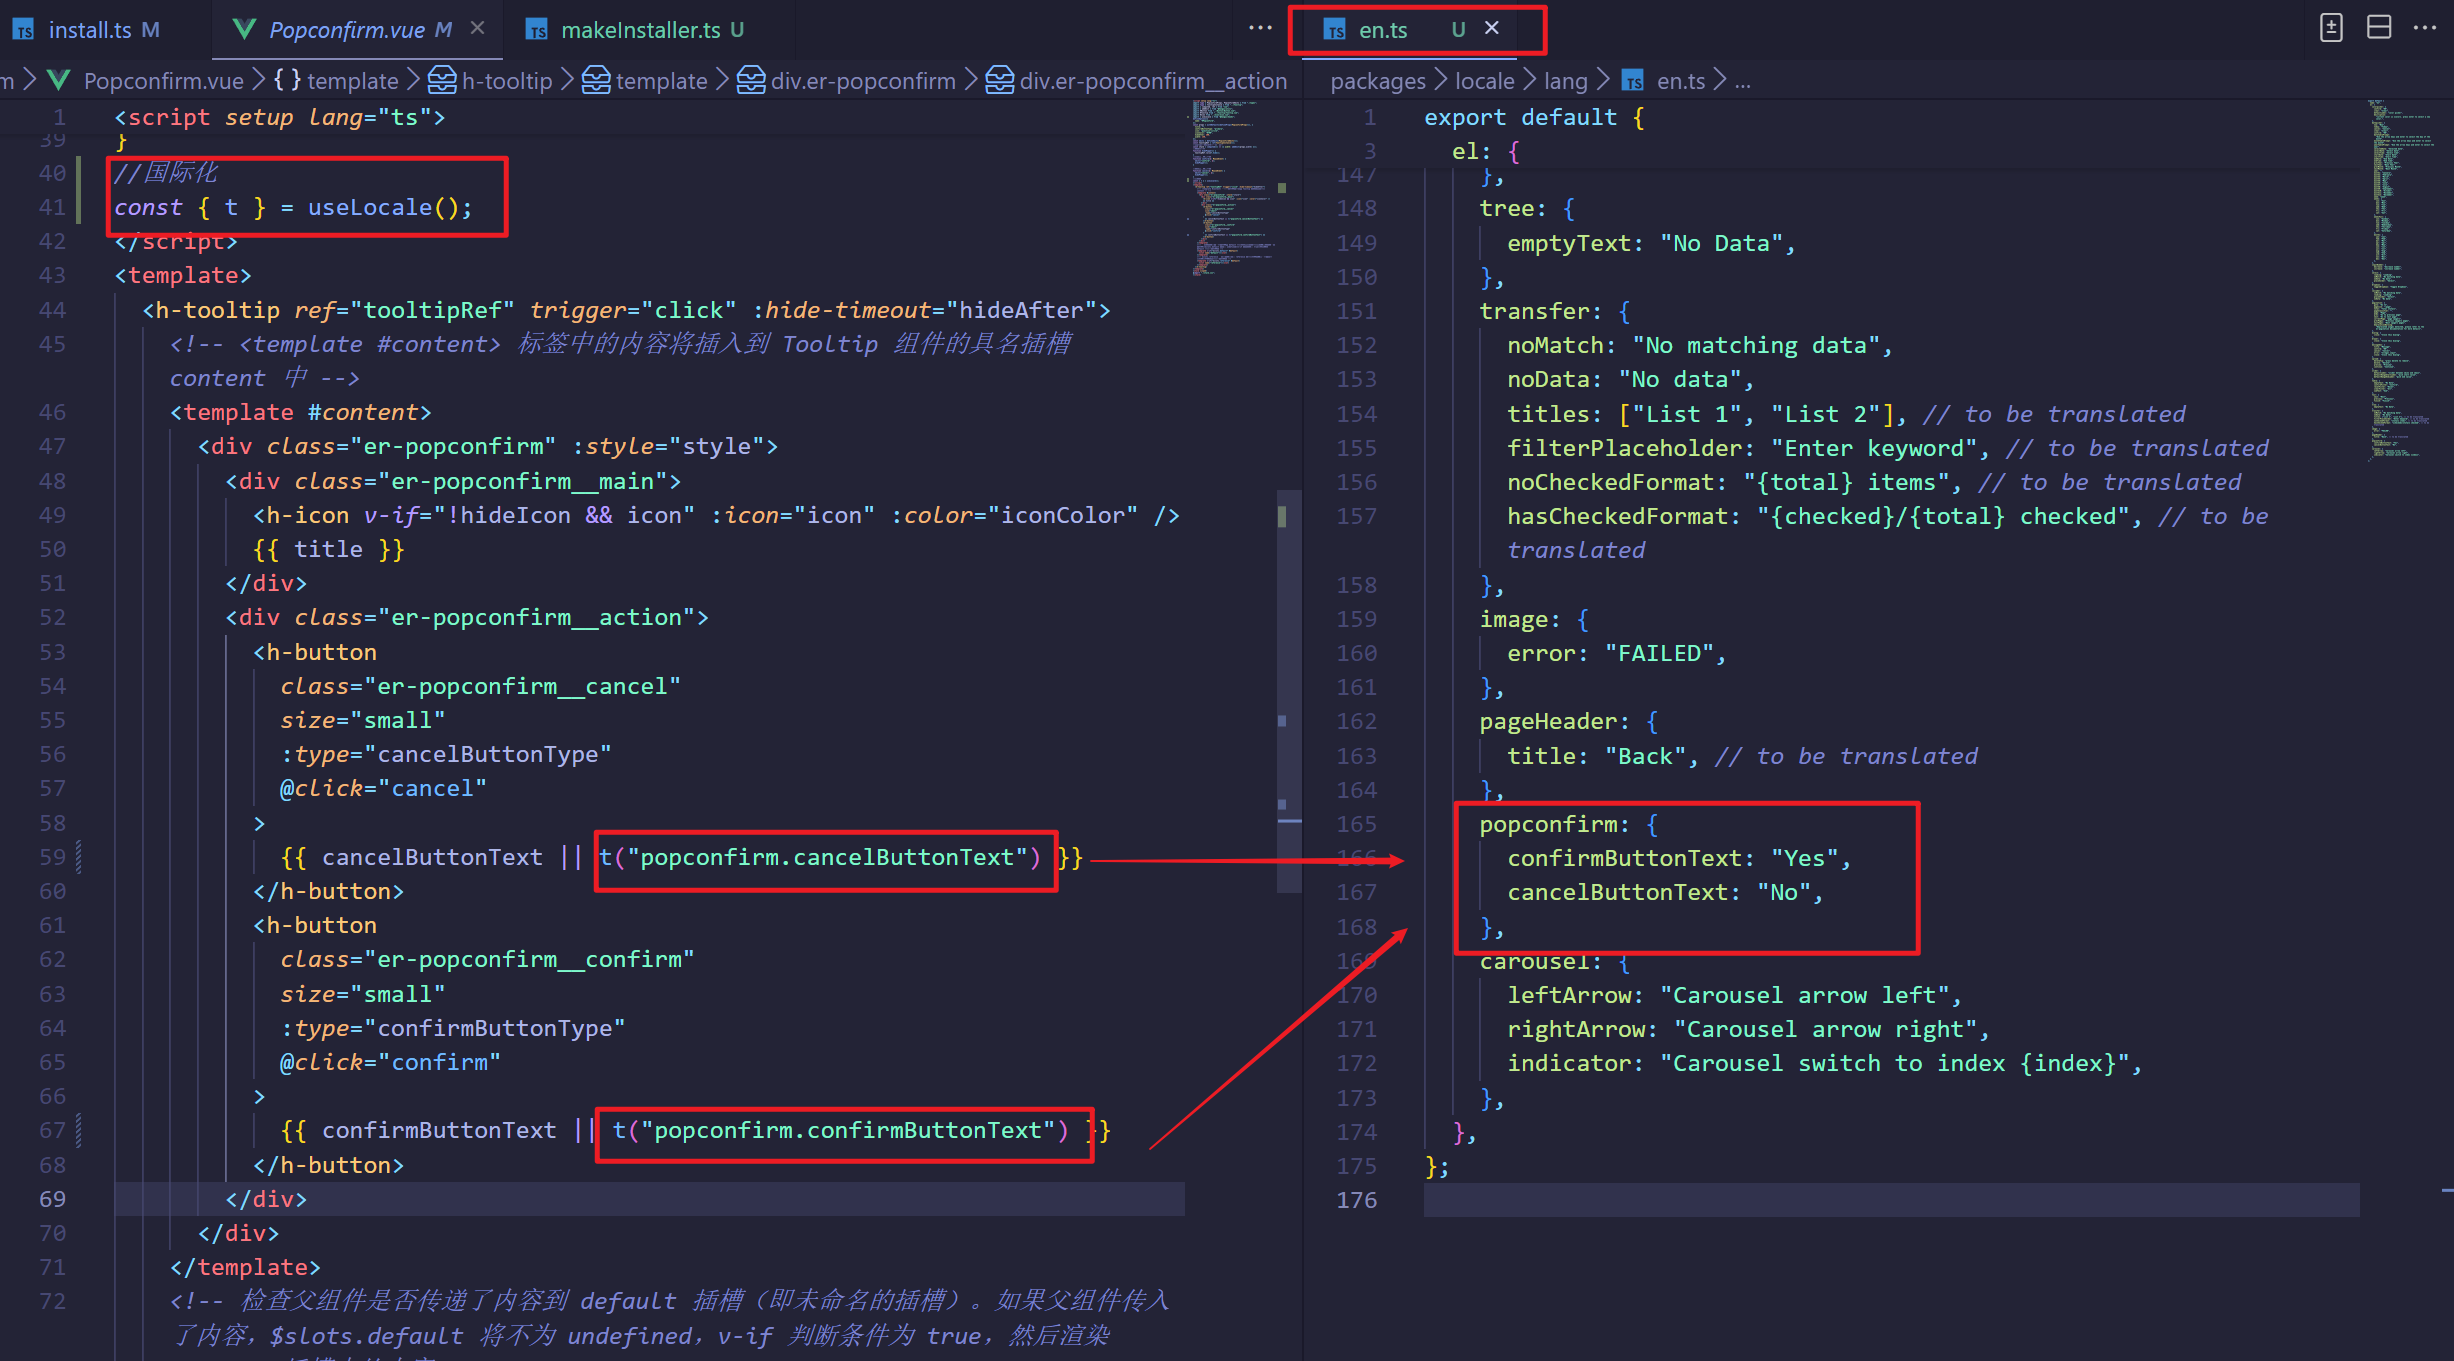 install.ts M
Popconfirm.vue M
makeInstaller.ts U
en.ts U
m > Popconfirm.vue > {} template > h-tooltip > template > div.er-popconfirm > div.er-popconfirm__action
packages > locale > lang > en.ts > ...
1 <script setup lang="ts">
39 }
40 //国际化
41 const { t } = useLocale();
42 </script>
43 <template>
44 <h-tooltip ref="tooltipRef" trigger="click" :hide-timeout="hideAfter">
45 <!-- <template #content> 标签中的内容将插入到 Tooltip 组件的具名插槽
content 中 -->
46 <template #content>
47 <div class="er-popconfirm" :style="style">
48 <div class="er-popconfirm__main">
49 <h-icon v-if="!hideIcon && icon" :icon="icon" :color="iconColor" />
50 {{ title }}
51 </div>
52 <div class="er-popconfirm__action">
53 <h-button
54 class="er-popconfirm__cancel"
55 size="small"
56 :type="cancelButtonType"
57 @click="cancel"
58 >
59 {{ cancelButtonText || t("popconfirm.cancelButtonText") }}
60 </h-button>
61 <h-button
62 class="er-popconfirm__confirm"
63 size="small"
64 :type="confirmButtonType"
65 @click="confirm"
66 >
67 {{ confirmButtonText || t("popconfirm.confirmButtonText") }}
68 </h-button>
69 </div>
70 </div>
71 </template>
72 <!-- 检查父组件是否传递了内容到 default 插槽（即未命名的插槽）。如果父组件传入
了内容，$slots.default 将不为 undefined，v-if 判断条件为 true，然后渲染
1 export default {
3 el: {
147 },
148 tree: {
149 emptyText: "No Data",
150 },
151 transfer: {
152 noMatch: "No matching data",
153 noData: "No data",
154 titles: ["List 1", "List 2"], // to be translated
155 filterPlaceholder: "Enter keyword", // to be translated
156 noCheckedFormat: "{total} items", // to be translated
157 hasCheckedFormat: "{checked}/{total} checked", // to be
translated
158 },
159 image: {
160 error: "FAILED",
161 },
162 pageHeader: {
163 title: "Back", // to be translated
164 },
165 popconfirm: {
166 confirmButtonText: "Yes",
167 cancelButtonText: "No",
168 },
169 carousel: {
170 leftArrow: "Carousel arrow left",
171 rightArrow: "Carousel arrow right",
172 indicator: "Carousel switch to index {index}",
173 },
174 },
175 };
176